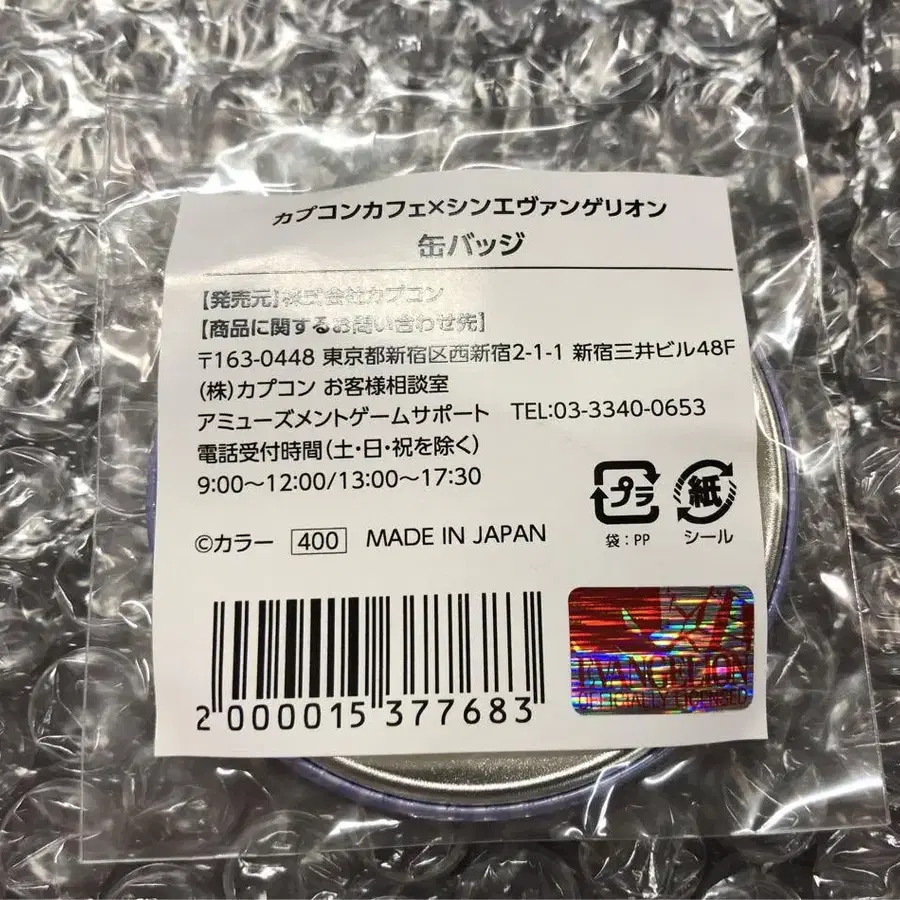 カプコンカフェ×シンエヴァンゲリオン
缶バッジ
【発売元】株式会社カプコン
【商品に関するお問い合わせ先】
〒163-0448 東京都新宿区西新宿2-1-1 新宿三井ビル48F
(株)カプコン お客様相談室
アミューズメントゲームサポート TEL:03-3340-0653
電話受付時間(土・日・祝を除く)
9:00〜12:00/13:00〜17:30
プラ
紙
袋:PP
シール
©カラー 400 MADE IN JAPAN
EVANGELION
OFFICIALLY LICENSED
2 000015 377683